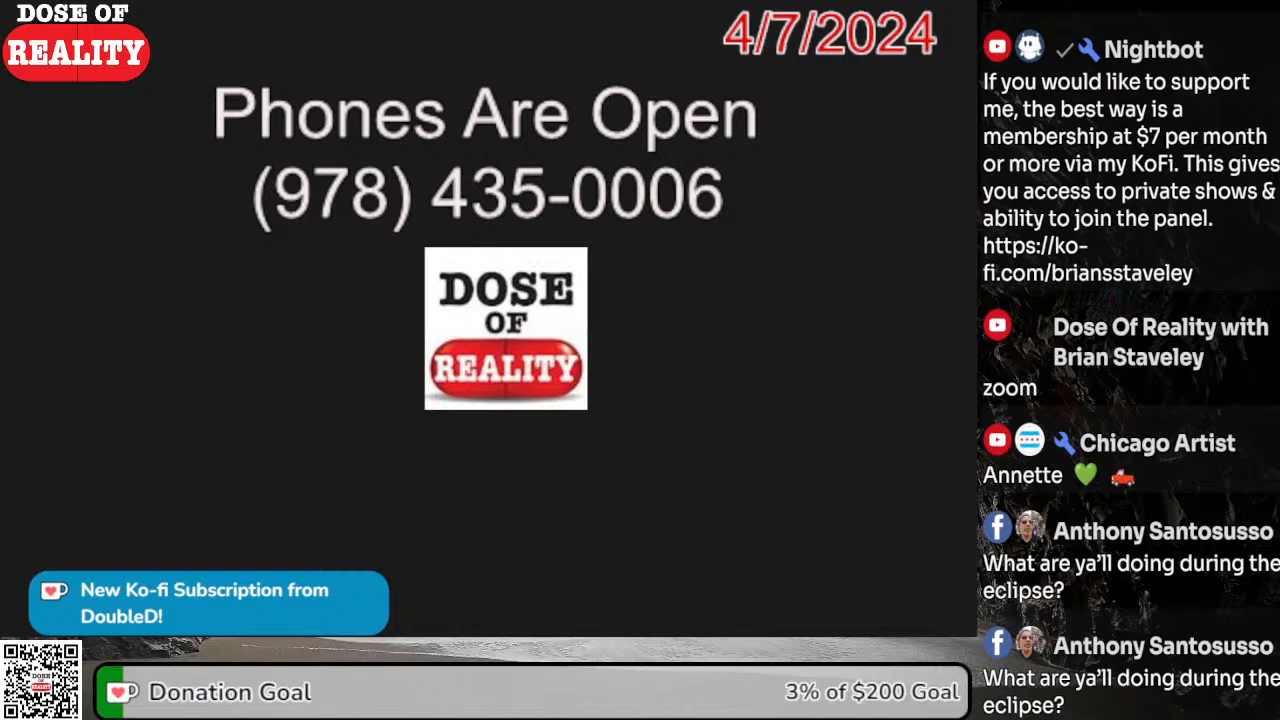 DOSE OF
REALITY
4/7/2024
Phones Are Open
(978) 435-0006
DOSE
OF
REALITY
New Ko-fi Subscription from
DoubleD!
DOSE
OF
REALITY
Donation Goal
3% of $200 Goal
Nightbot
If you would like to support
me, the best way is a
membership at $7 per month
or more via my KoFi. This gives
you access to private shows &
ability to join the panel.
https://ko-
fi.com/briansstaveley
Dose Of Reality with
Brian Staveley
zoom
Chicago Artist
Annette 💚 🛻
Anthony Santosusso
What are ya’ll doing during the
eclipse?
Anthony Santosusso
What are ya’ll doing during the
eclipse?